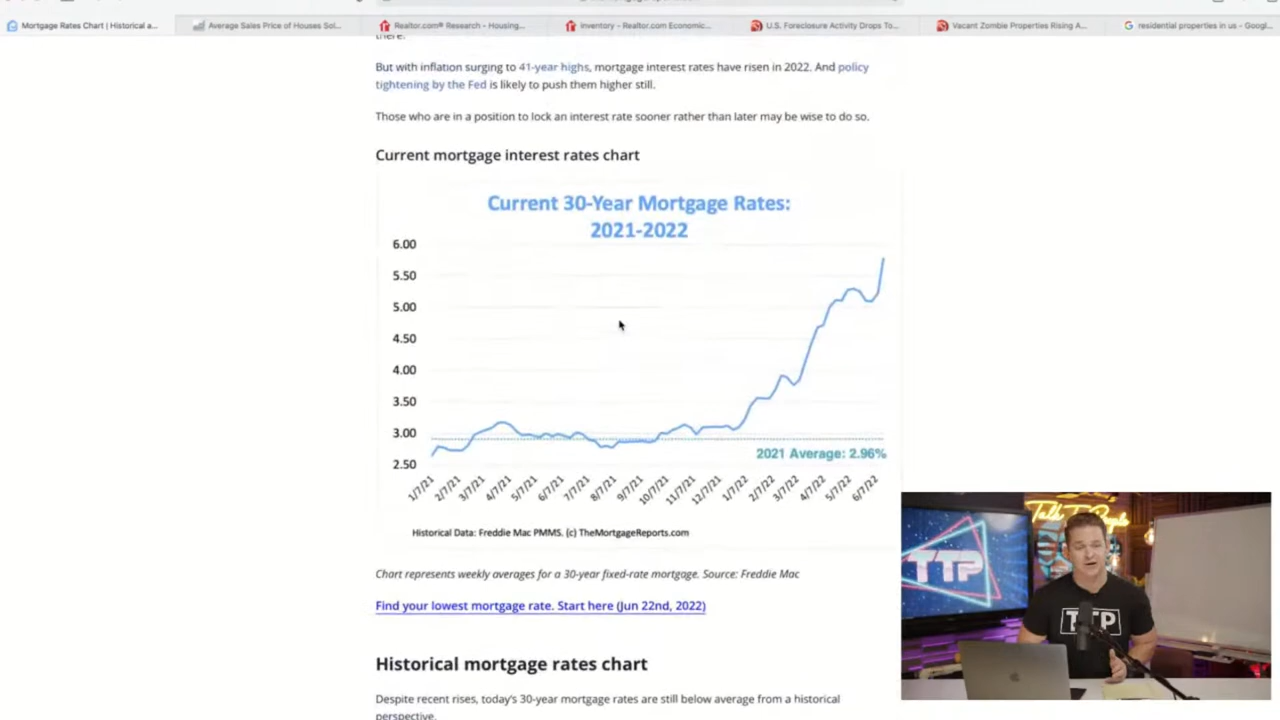 Mortgage Rates Chart | Historical a...
Average Sales Price of Houses Sol...
Realtor.com® Research - Housing...
Inventory - Realtor.com Economic...
U.S. Foreclosure Activity Drops To...
Vacant Zombie Properties Rising A...
residential properties in us - Googl...
there.
But with inflation surging to 41-year highs, mortgage interest rates have risen in 2022. And policy
tightening by the Fed is likely to push them higher still.
Those who are in a position to lock an interest rate sooner rather than later may be wise to do so.
Current mortgage interest rates chart
Current 30-Year Mortgage Rates:
2021-2022
6.00
5.50
5.00
4.50
4.00
3.50
3.00
2.50
2021 Average: 2.96%
1/7/21
2/7/21
3/7/21
4/7/21
5/7/21
6/7/21
7/7/21
8/7/21
9/7/21
10/7/21
11/7/21
12/7/21
1/7/22
2/7/22
3/7/22
4/7/22
5/7/22
6/7/22
Historical Data: Freddie Mac PMMS. (c) TheMortgageReports.com
Chart represents weekly averages for a 30-year fixed-rate mortgage. Source: Freddie Mac
Find your lowest mortgage rate. Start here (Jun 22nd, 2022)
Historical mortgage rates chart
Despite recent rises, today's 30-year mortgage rates are still below average from a historical
perspective.
Talk To People
TTP
TTP